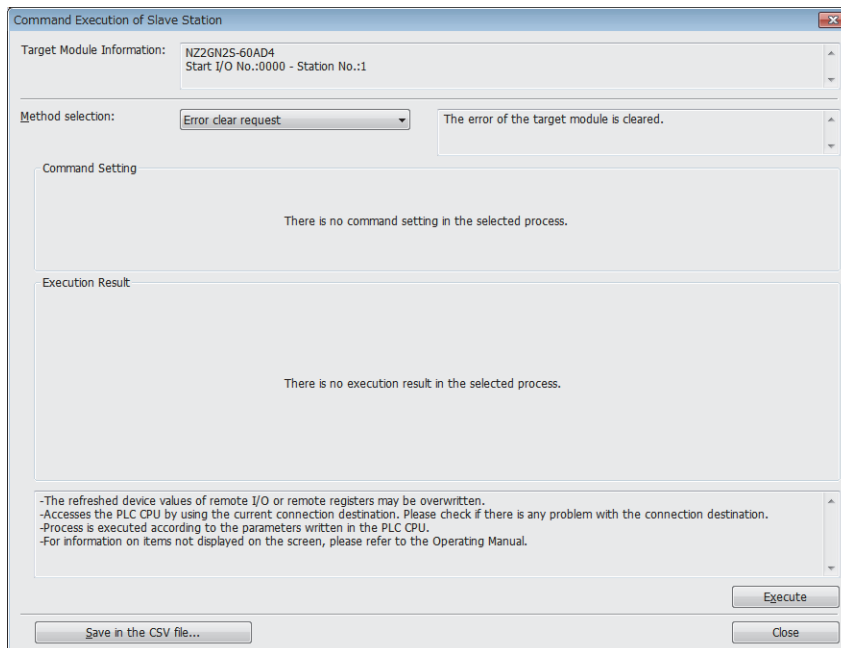 Command Execution of Slave Station
Target Module Information:
NZ2GN2S-60AD4
Start I/O No.:0000 - Station No.:1
Method selection:
Error clear request
The error of the target module is cleared.
Command Setting
There is no command setting in the selected process.
Execution Result
There is no execution result in the selected process.
-The refreshed device values of remote I/O or remote registers may be overwritten.
-Accesses the PLC CPU by using the current connection destination. Please check if there is any problem with the connection destination.
-Process is executed according to the parameters written in the PLC CPU.
-For information on items not displayed on the screen, please refer to the Operating Manual.
Execute
Save in the CSV file...
Close